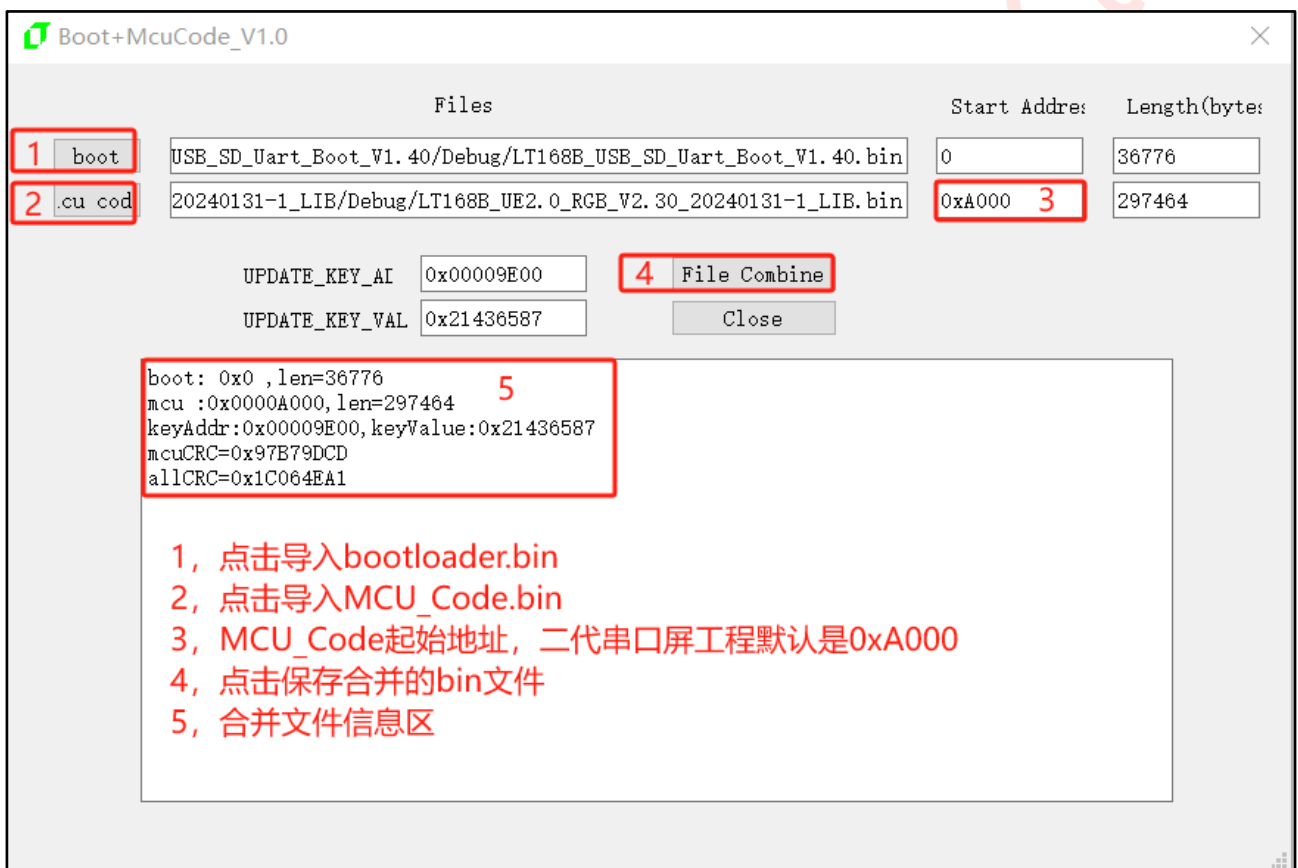 Boot+McuCode_V1.0
Files Start Addre Length(byte
1 boot USB_SD_Uart_Boot_V1.40/Debug/LT168B_USB_SD_Uart_Boot_V1.40.bin 0 36776
2 .cu cod 20240131-1_LIB/Debug/LT168B_UE2.0_RGB_V2.30_20240131-1_LIB.bin 0xA000 3 297464
UPDATE_KEY_AI 0x00009E00 4 File Combine
UPDATE_KEY_VAL 0x21436587 Close
boot: 0x0 ,len=36776 5
mcu :0x0000A000,len=297464
keyAddr:0x00009E00,keyValue:0x21436587
mcuCRC=0x97B79DCD
allCRC=0x1C064EA1
1，点击导入bootloader.bin
2，点击导入MCU_Code.bin
3，MCU_Code起始地址，二代串口屏工程默认是0xA000
4，点击保存合并的bin文件
5，合并文件信息区